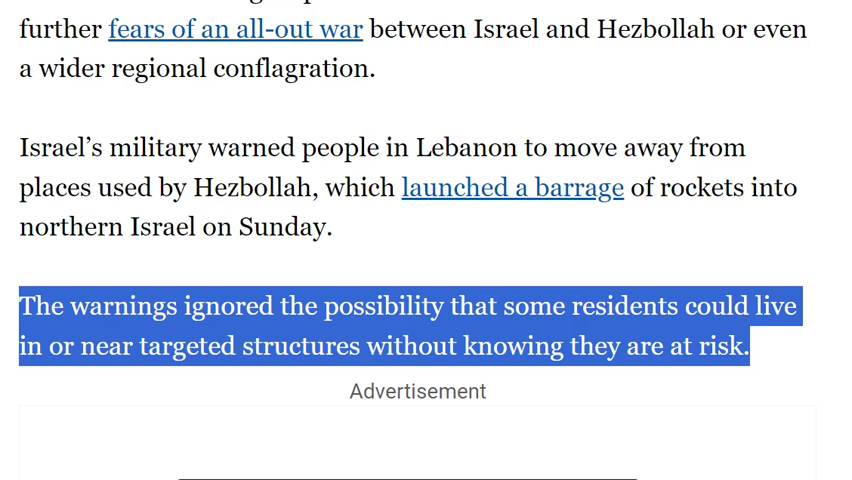 further fears of an all-out war between Israel and Hezbollah or even
a wider regional conflagration.
Israel’s military warned people in Lebanon to move away from
places used by Hezbollah, which launched a barrage of rockets into
northern Israel on Sunday.
The warnings ignored the possibility that some residents could live
in or near targeted structures without knowing they are at risk.
Advertisement